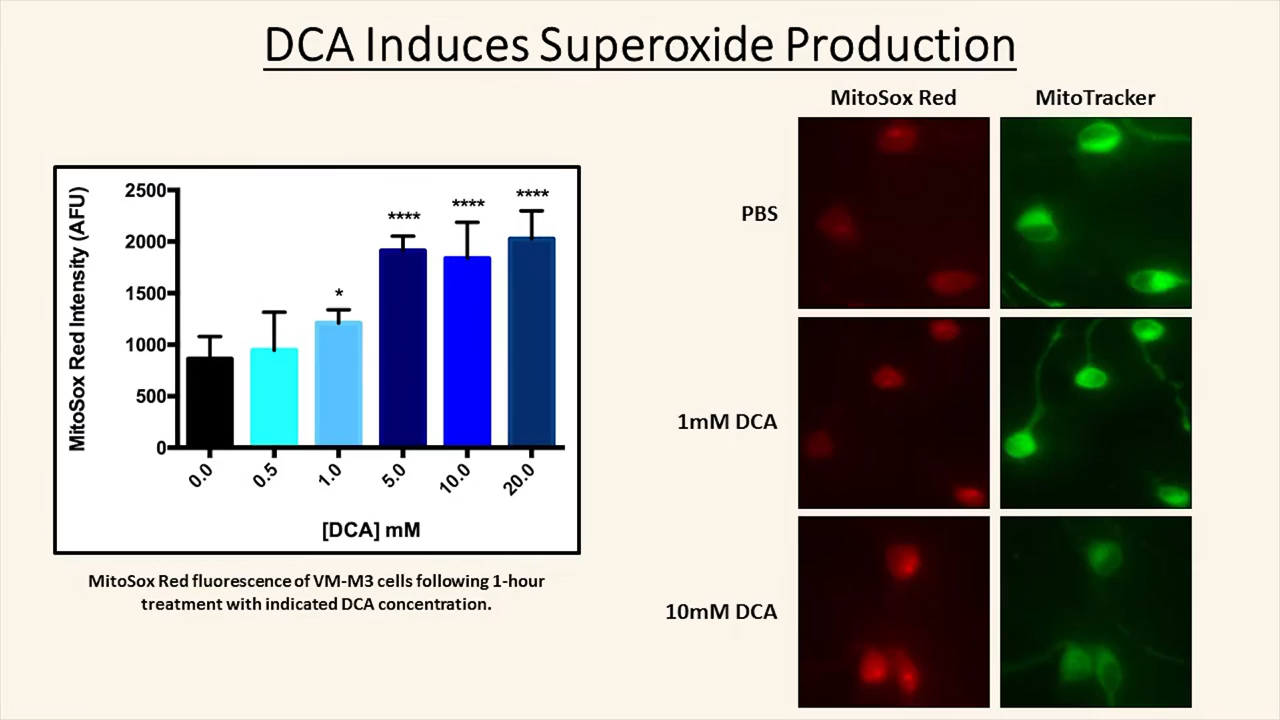 DCA Induces Superoxide Production
MitoSox Red Intensity (AFU)
2500
2000
1500
1000
500
0
*
****
****
****
0.0
0.5
1.0
5.0
10.0
20.0
[DCA] mM
MitoSox Red fluorescence of VM-M3 cells following 1-hour
treatment with indicated DCA concentration.
MitoSox Red
MitoTracker
PBS
1mM DCA
10mM DCA